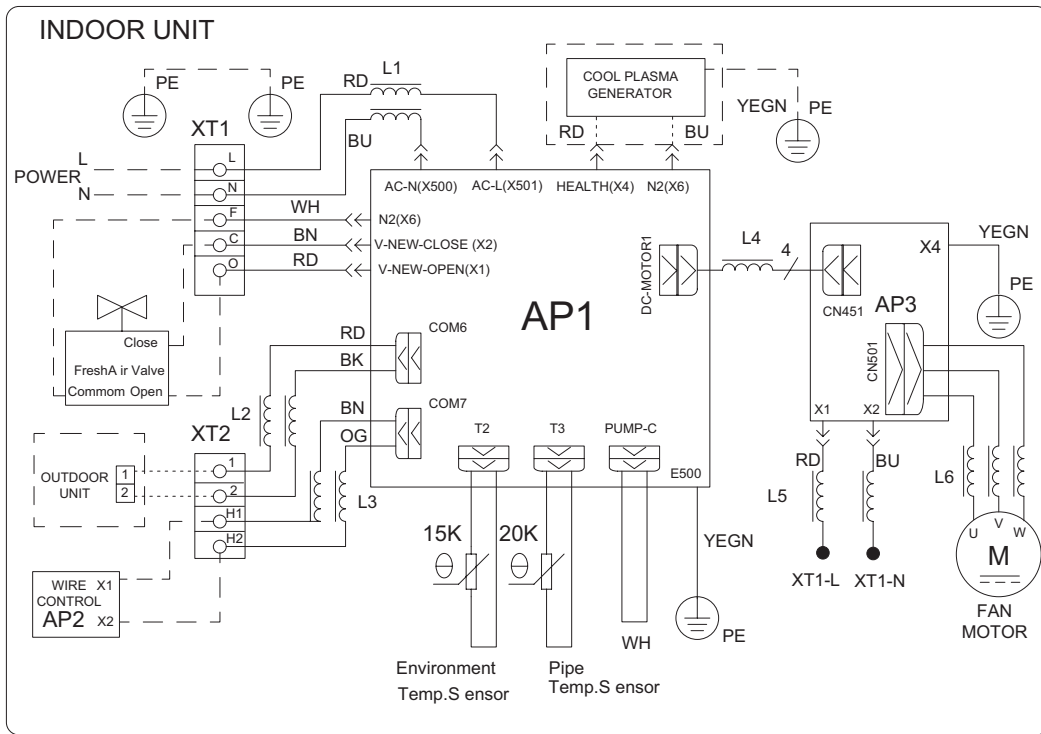 INDOOR UNIT
PE
PE
RD
L1
BU
COOL PLASMA
GENERATOR
RD
BU
YEGN
PE
XT1
POWER
L
N
L
N
F
C
O
WH
BN
RD
AC-N(X500)
AC-L(X501)
HEALTH(X4)
N2(X6)
N2(X6)
V-NEW-CLOSE (X2)
V-NEW-OPEN(X1)
DC-MOTOR1
AP1
L4
4
CN451
X4
AP3
CN501
X1
X2
YEGN
PE
Close
FreshA ir Valve
Commom Open
RD
BK
COM6
BN
OG
COM7
L2
L3
XT2
1
2
H1
H2
OUTDOOR
UNIT
1
2
WIRE
CONTROL
AP2
X1
X2
T2
T3
PUMP-C
E500
15K
20K
WH
YEGN
PE
Environment
Temp.S ensor
Pipe
Temp.S ensor
RD
BU
L5
XT1-L
XT1-N
L6
U
V
W
M
FAN
MOTOR